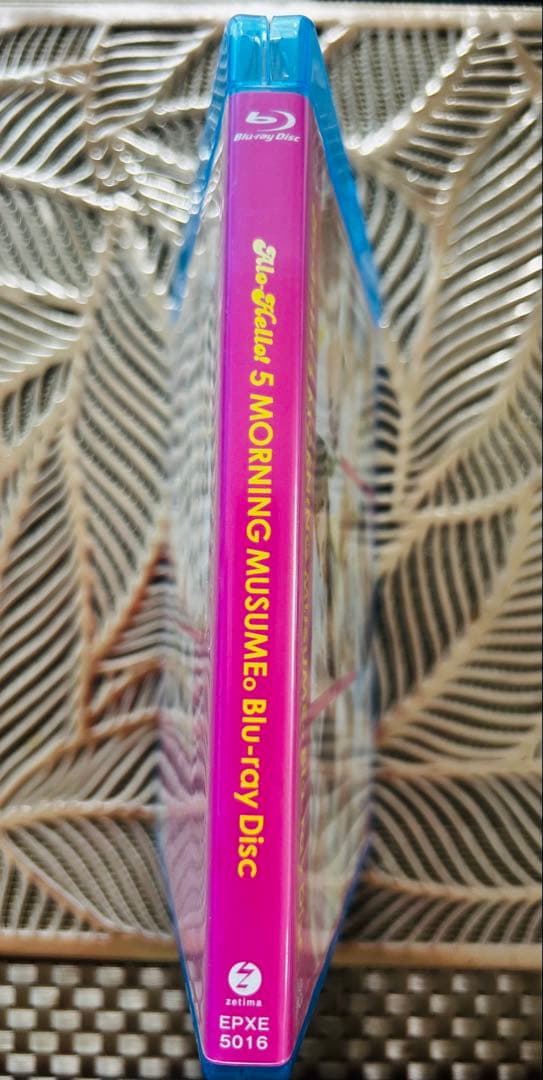 Blu-ray Disc
Alo-Hello! 5 MORNING MUSUME。 Blu-ray Disc
zetima
EPXE
5016